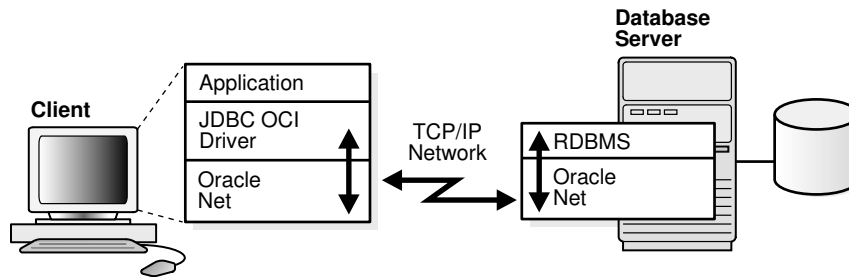 Database
Server
Client
Application
JDBC OCI
Driver
Oracle
Net
TCP/IP
Network
RDBMS
Oracle
Net